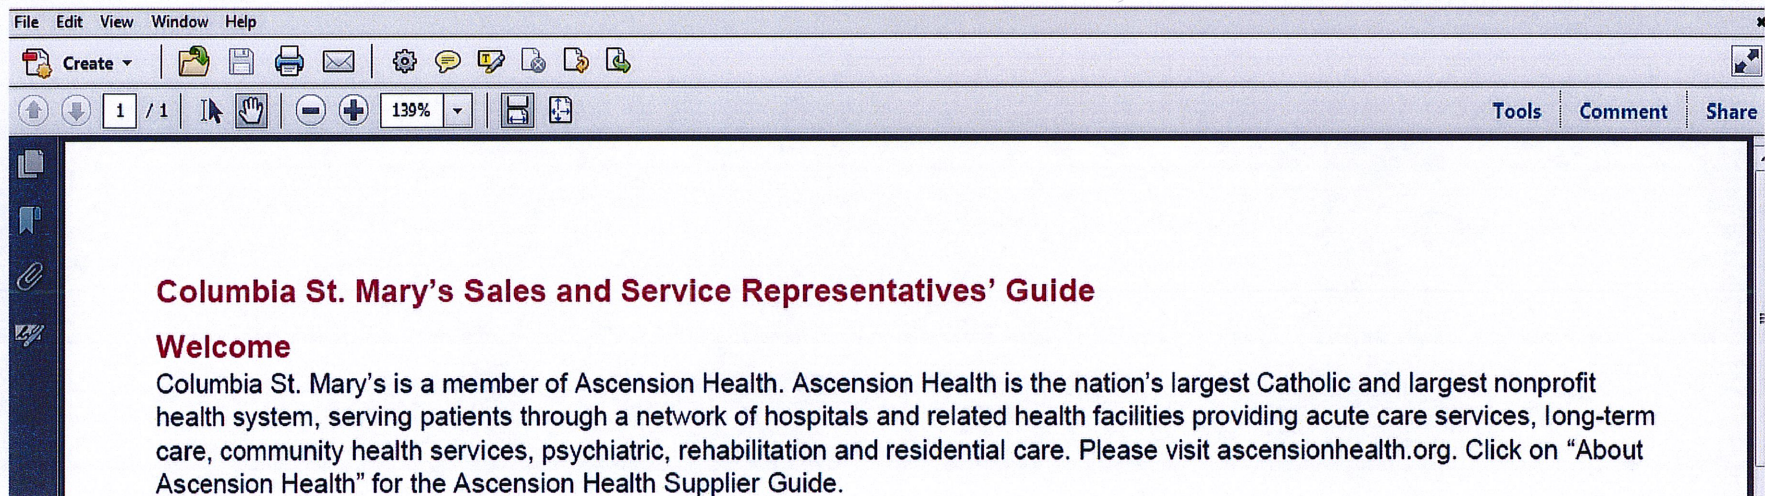 File Edit View Window Help
Create
1 / 1 139% Tools Comment Share
Columbia St. Mary's Sales and Service Representatives' Guide
Welcome
Columbia St. Mary's is a member of Ascension Health. Ascension Health is the nation's largest Catholic and largest nonprofit
health system, serving patients through a network of hospitals and related health facilities providing acute care services, long-term
care, community health services, psychiatric, rehabilitation and residential care. Please visit ascensionhealth.org. Click on “About
Ascension Health” for the Ascension Health Supplier Guide.